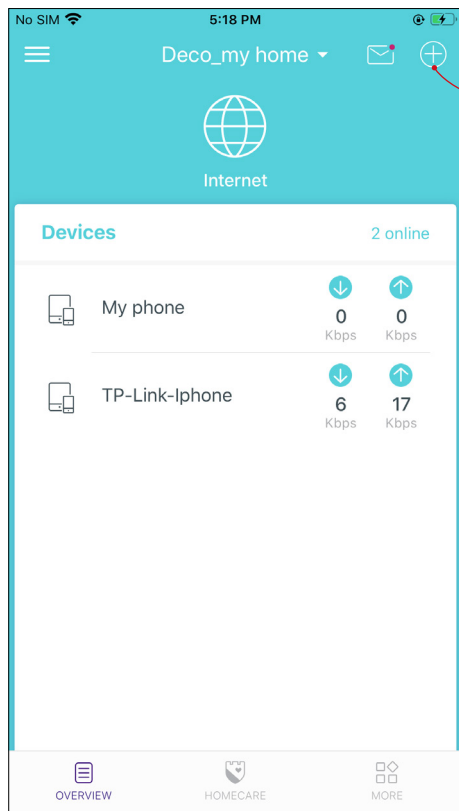 No SIM 5:18 PM
Deco_my home
Internet
Devices 2 online
My phone 0 0
Kbps Kbps
TP-Link-Iphone 6 17
Kbps Kbps
OVERVIEW HOMECARE MORE